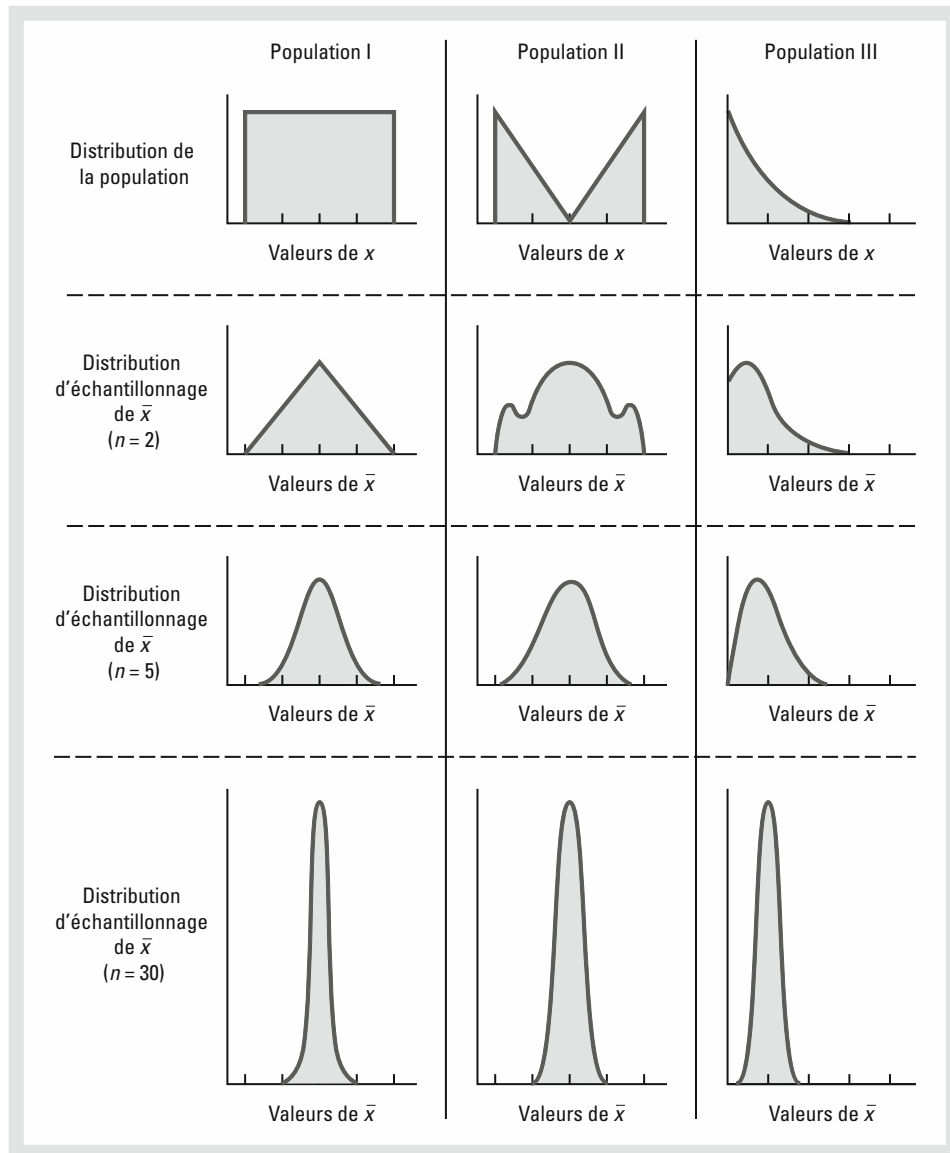 Population I
Population II
Population III
Distribution de
la population
Valeurs de x
Valeurs de x
Valeurs de x
Distribution
d'échantillonnage
de x̄
(n = 2)
Valeurs de x̄
Valeurs de x̄
Valeurs de x̄
Distribution
d'échantillonnage
de x̄
(n = 5)
Valeurs de x̄
Valeurs de x̄
Valeurs de x̄
Distribution
d'échantillonnage
de x̄
(n = 30)
Valeurs de x̄
Valeurs de x̄
Valeurs de x̄